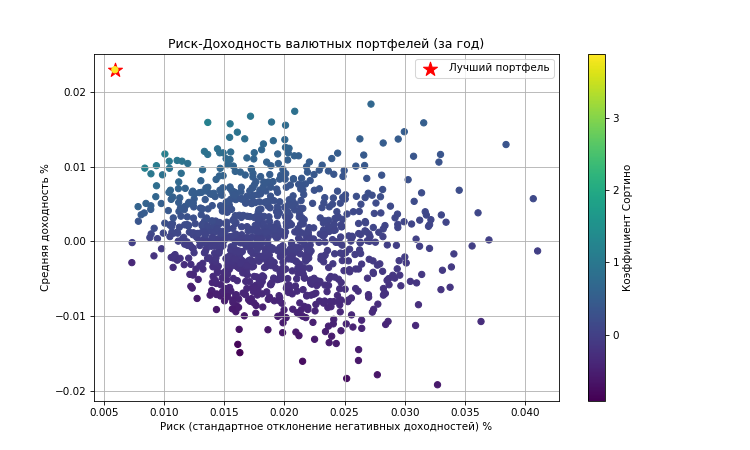 Риск-Доходность валютных портфелей (за год)
Лучший портфель
0.02
0.01
0.00
−0.01
−0.02
Средняя доходность %
0.005 0.010 0.015 0.020 0.025 0.030 0.035 0.040
Риск (стандартное отклонение негативных доходностей) %
3
2
1
0
Коэффициент Сортино